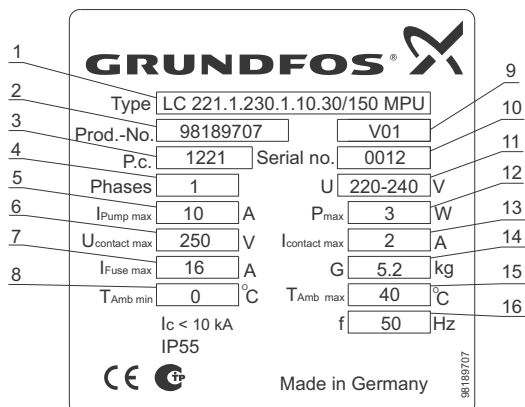 GRUNDFOS®
1
Type LC 221.1.230.1.10.30/150 MPU
2 9
Prod.-No. 98189707 V01
3 10
P.c. 1221 Serial no. 0012
4 11
Phases 1 U 220-240 V
5 12
IPump max 10 A Pmax 3 W
6 13
Ucontact max 250 V Icontact max 2 A
7 14
IFuse max 16 A G 5.2 kg
8 15
TAmb min 0 °C TAmb max 40 °C
16
Ic < 10 kA f 50 Hz
IP55
CE
Made in Germany
98189707